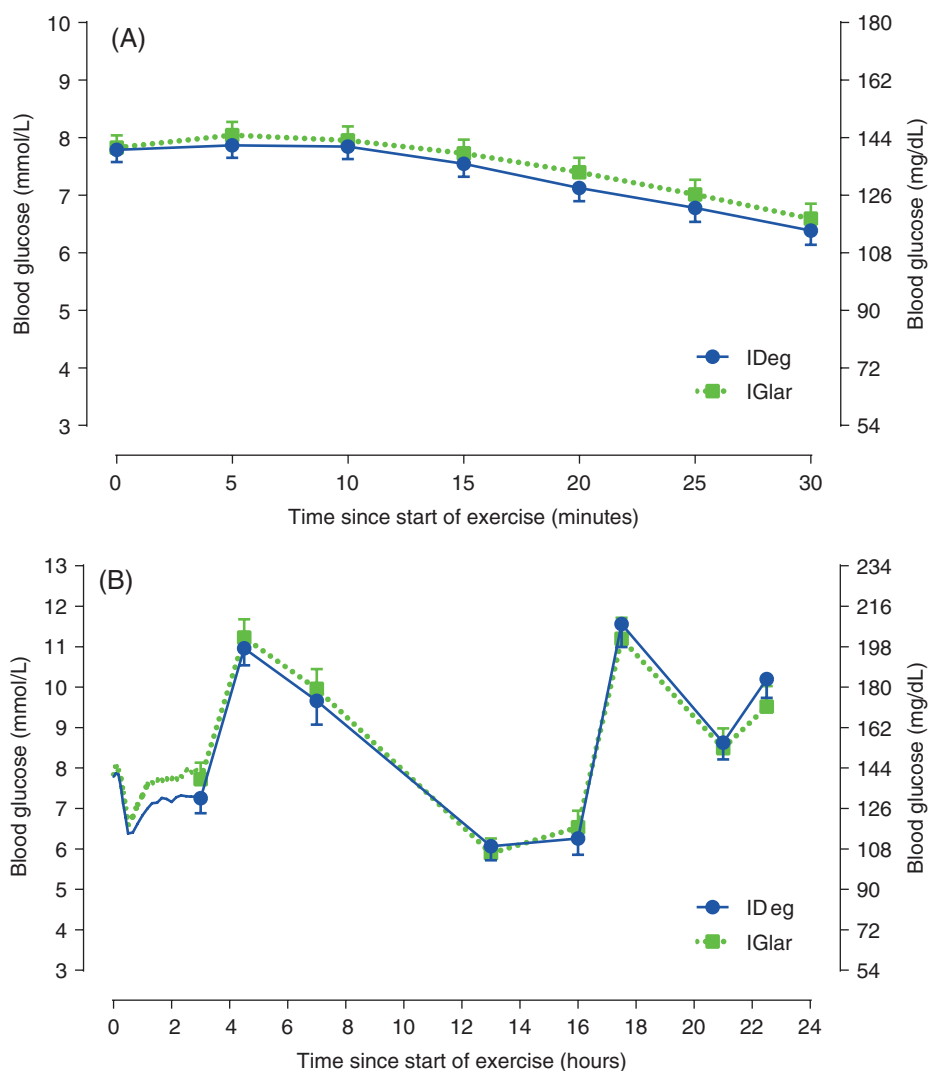 (A)
Blood glucose (mmol/L)
10
9
8
7
6
5
4
3
Blood glucose (mg/dL)
180
162
144
126
108
90
72
54
IDeg
IGlar
0 5 10 15 20 25 30
Time since start of exercise (minutes)
(B)
Blood glucose (mmol/L)
13
12
11
10
9
8
7
6
5
4
3
Blood glucose (mg/dL)
234
216
198
180
162
144
126
108
90
72
54
IDeg
IGlar
0 2 4 6 8 10 12 14 16 18 20 22 24
Time since start of exercise (hours)